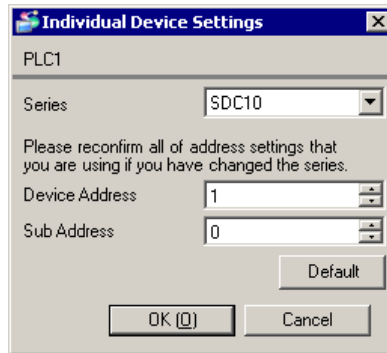 Individual Device Settings
PLC1
Series SDC10
Please reconfirm all of address settings that
you are using if you have changed the series.
Device Address 1
Sub Address 0
Default
OK (O) Cancel